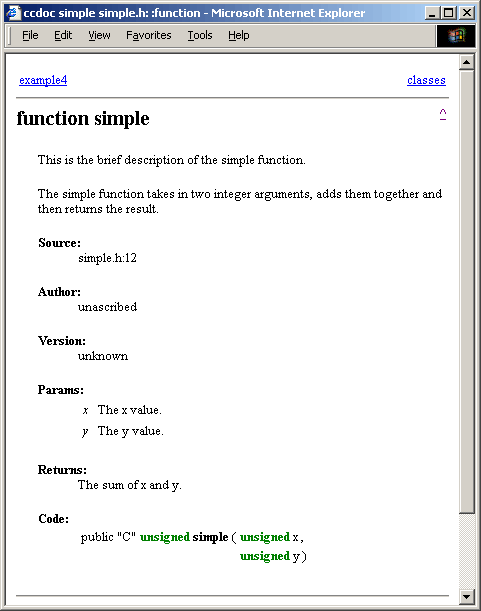 ccdoc simple simple.h: :function - Microsoft Internet Explorer
File Edit View Favorites Tools Help
example4 classes
function simple ^
This is the brief description of the simple function.
The simple function takes in two integer arguments, adds them together and
then returns the result.
Source:
simple.h:12
Author:
unascribed
Version:
unknown
Params:
x The x value.
y The y value.
Returns:
The sum of x and y.
Code:
public "C" unsigned simple ( unsigned x ,
unsigned y )